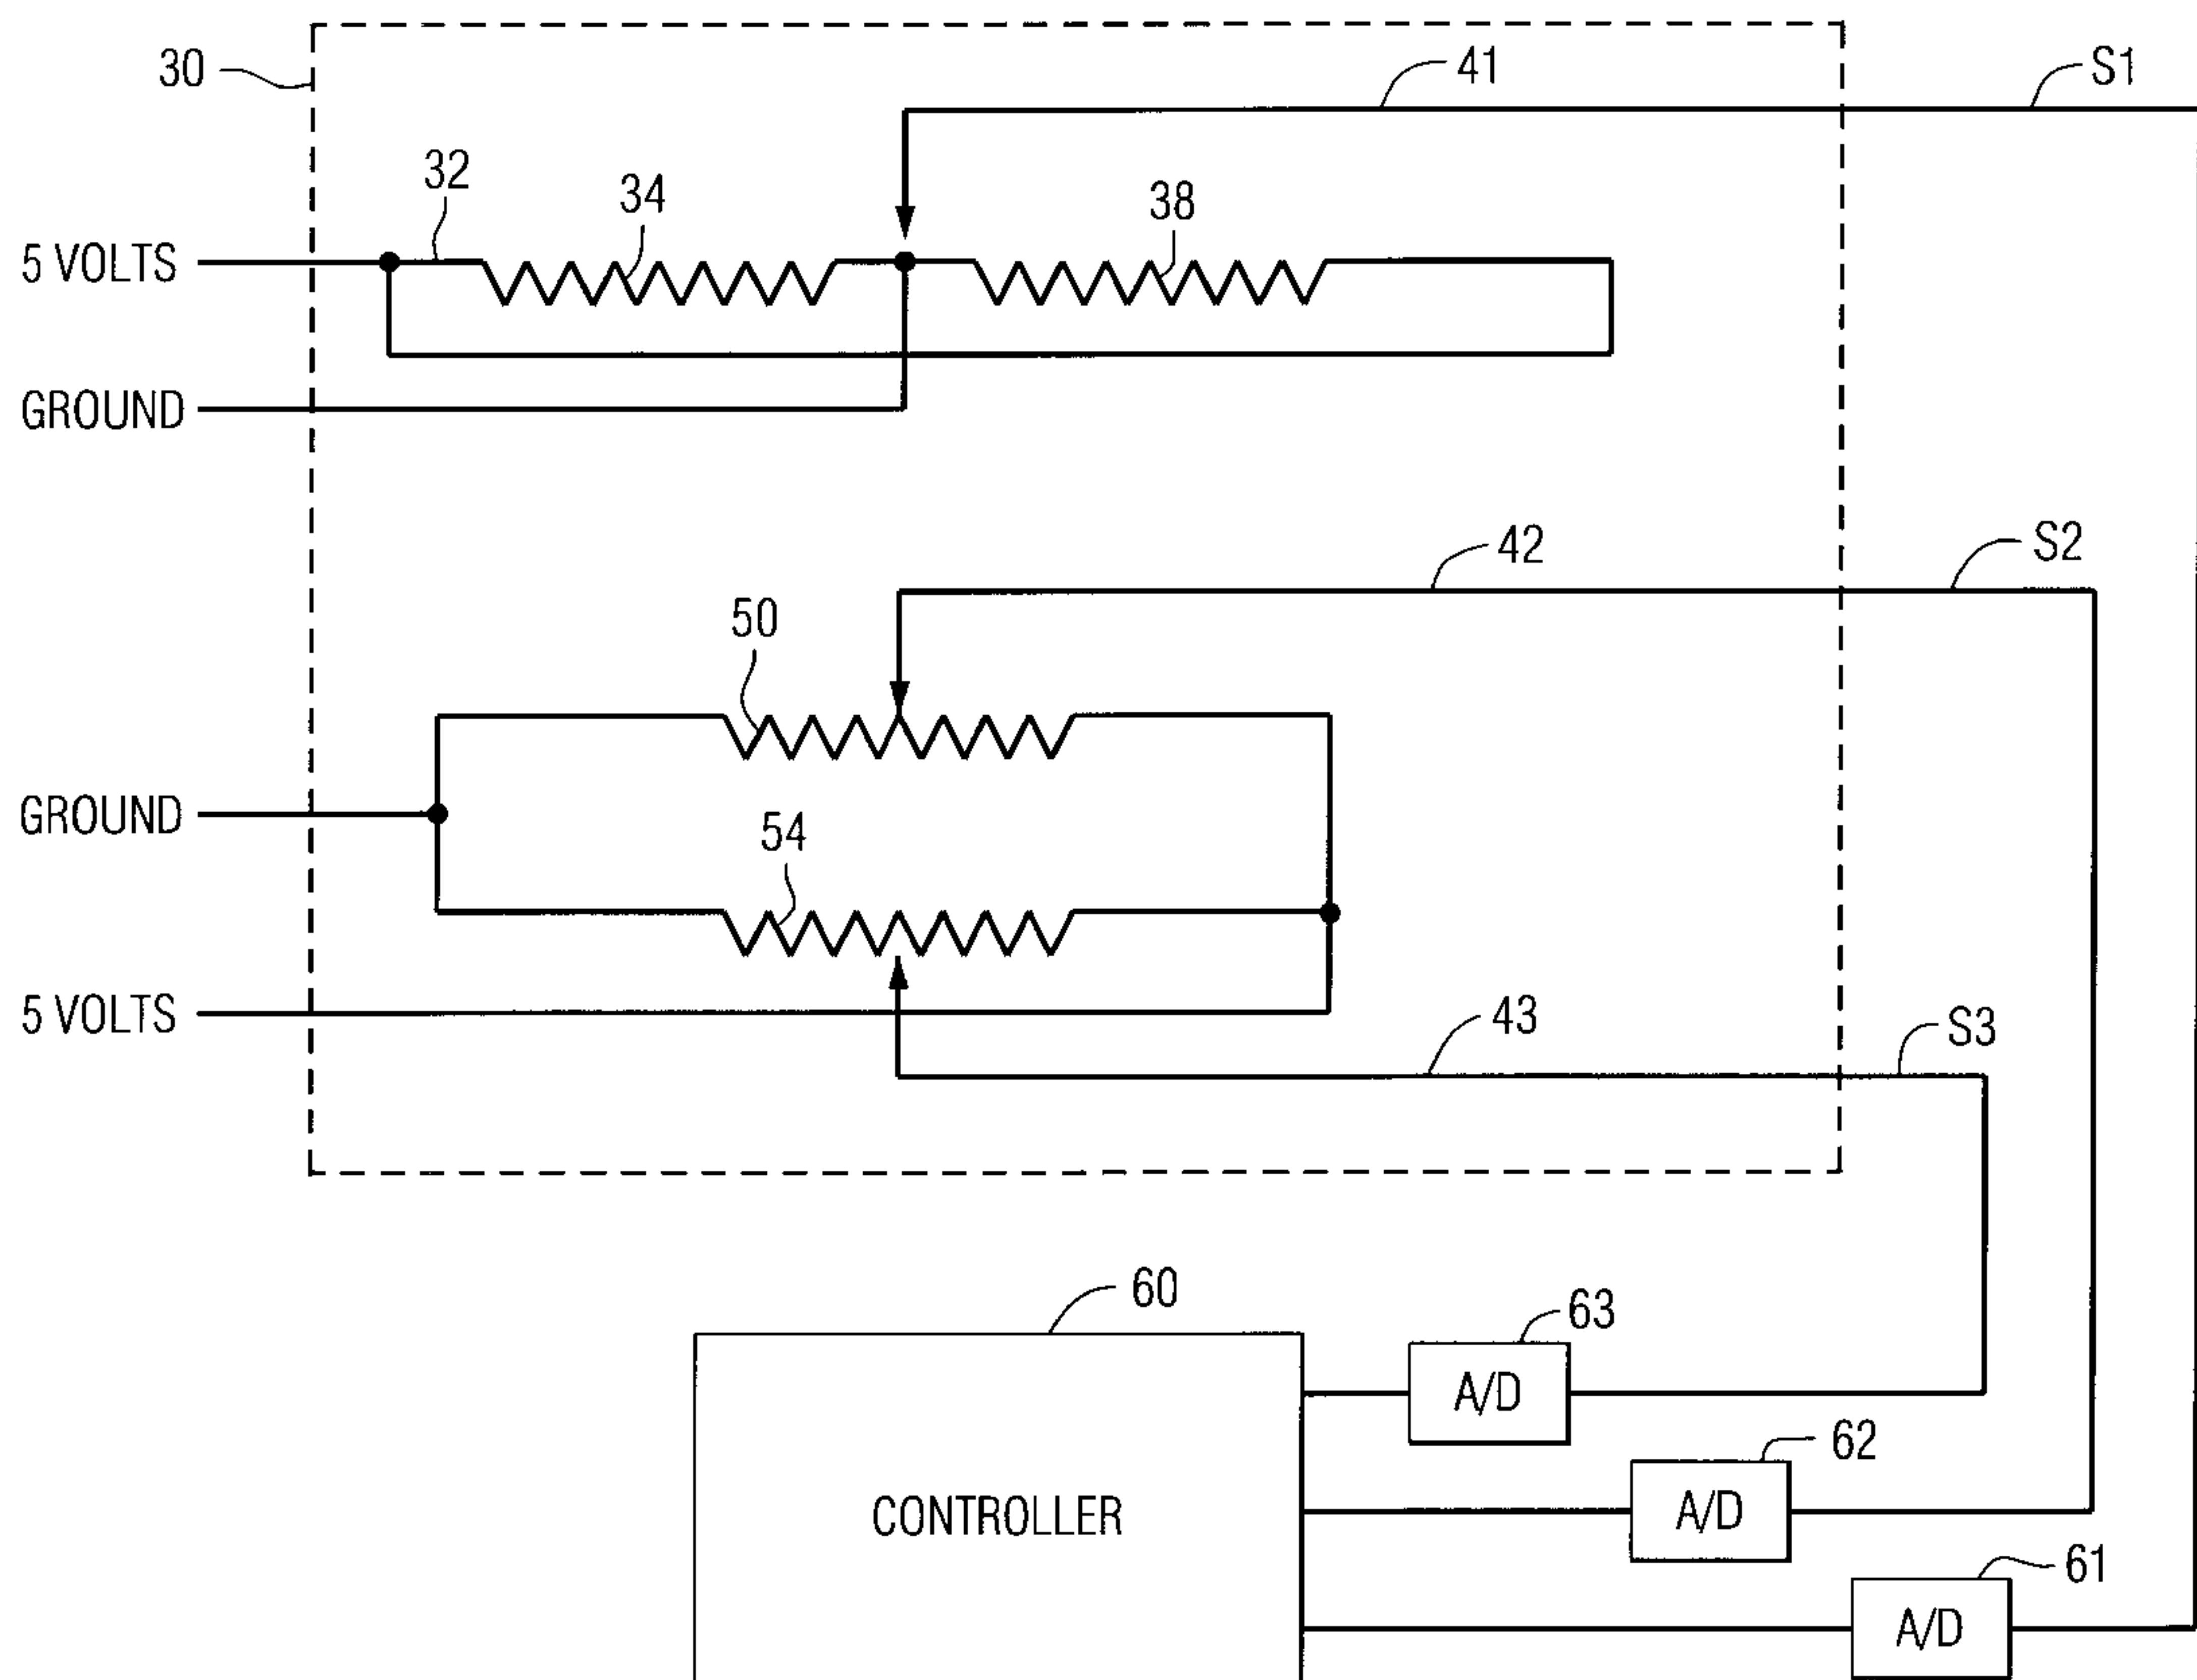 30
41
S1
32
34
38
5 VOLTS
GROUND
42
S2
50
GROUND
54
5 VOLTS
43
S3
60
63
A/D
62
CONTROLLER
A/D
61
A/D